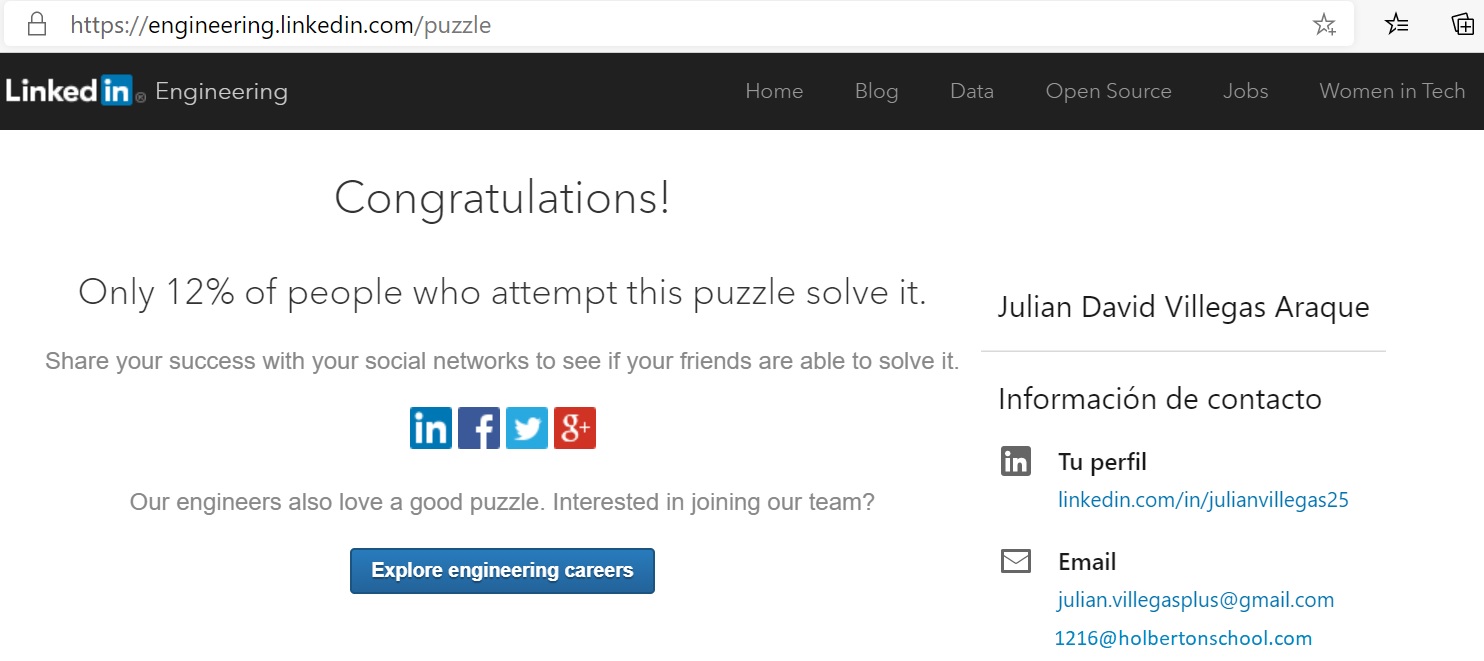 https://engineering.linkedin.com/puzzle
Linked in ® Engineering
Home Blog Data Open Source Jobs Women in Tech
Congratulations!
Only 12% of people who attempt this puzzle solve it.
Share your success with your social networks to see if your friends are able to solve it.
in f g+
Our engineers also love a good puzzle. Interested in joining our team?
Explore engineering careers
Julian David Villegas Araque
Información de contacto
in Tu perfil
linkedin.com/in/julianvillegas25
Email
julian.villegasplus@gmail.com
1216@holbertonschool.com